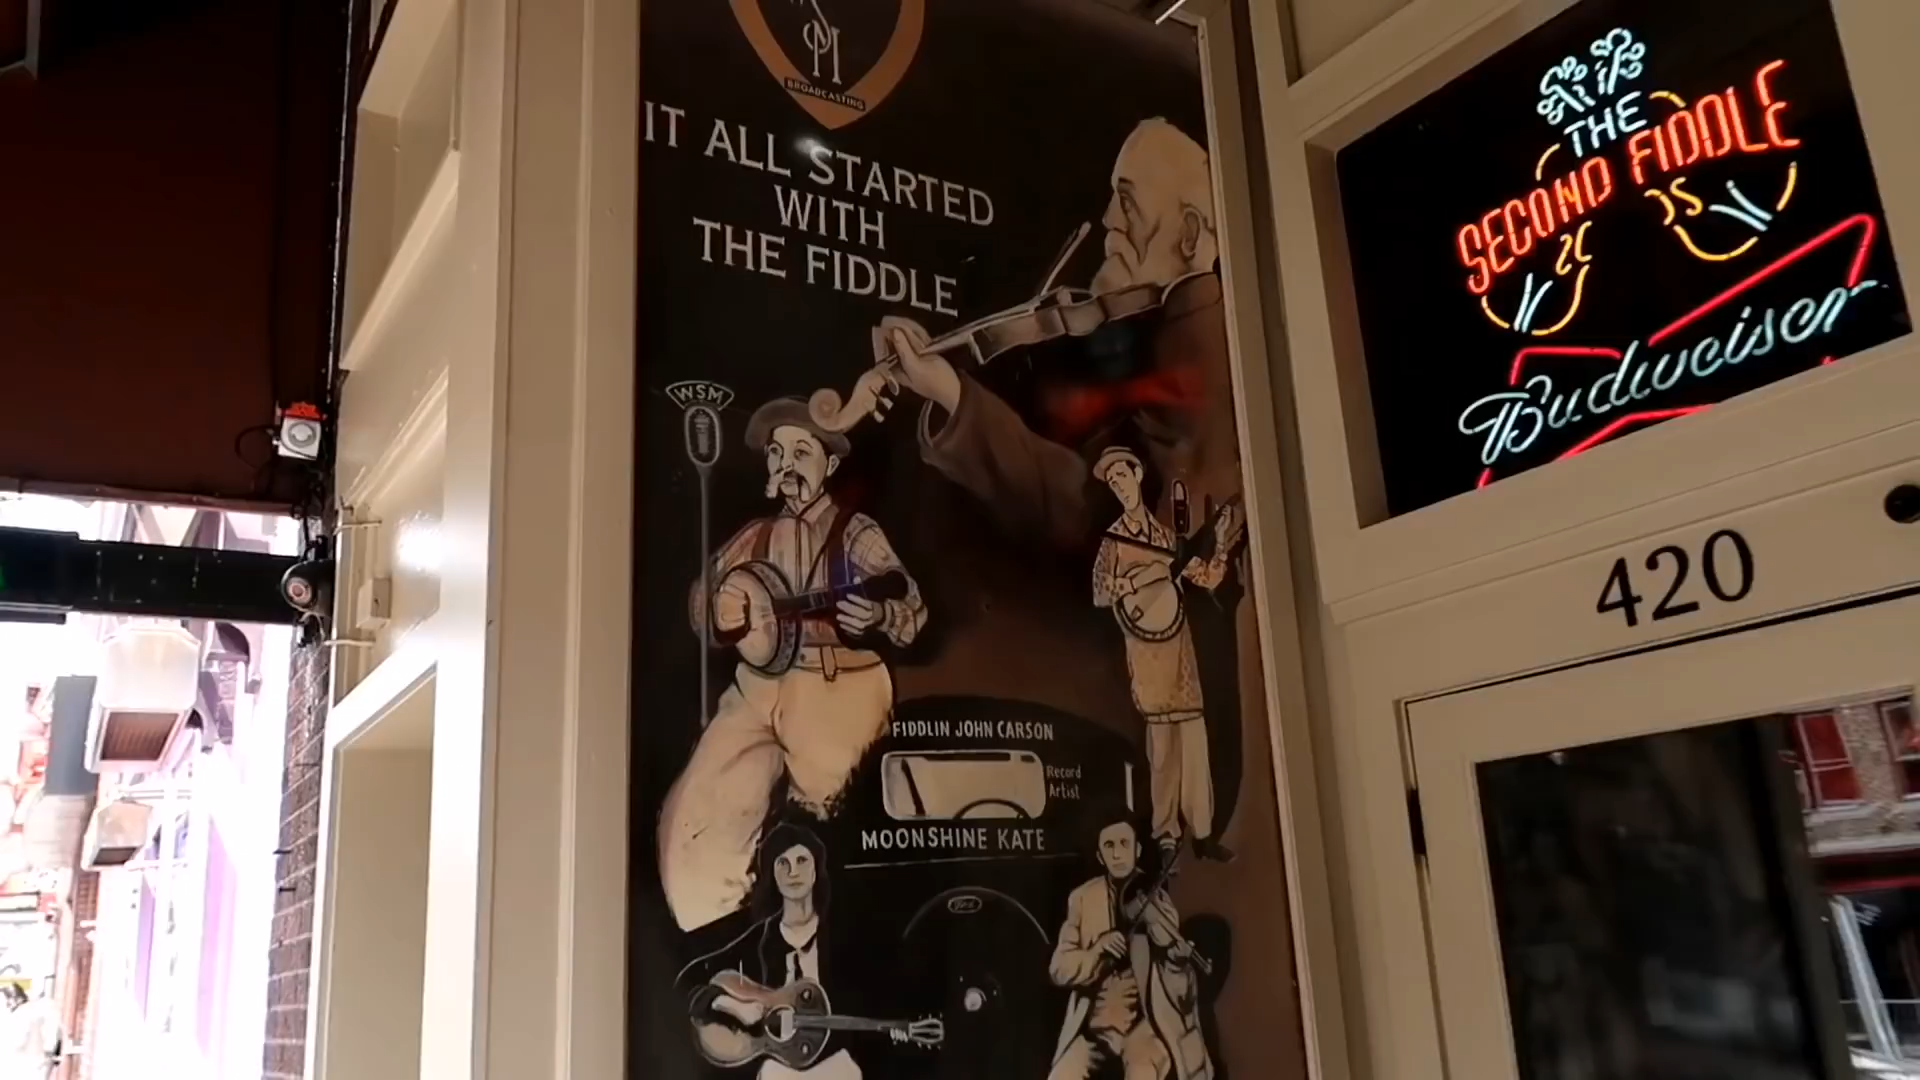 WSM
BROADCASTING
IT ALL STARTED
WITH
THE FIDDLE
WSM
FIDDLIN JOHN CARSON
Record
Artist
MOONSHINE KATE
Ford
THE
SECOND FIDDLE
Budweiser
420